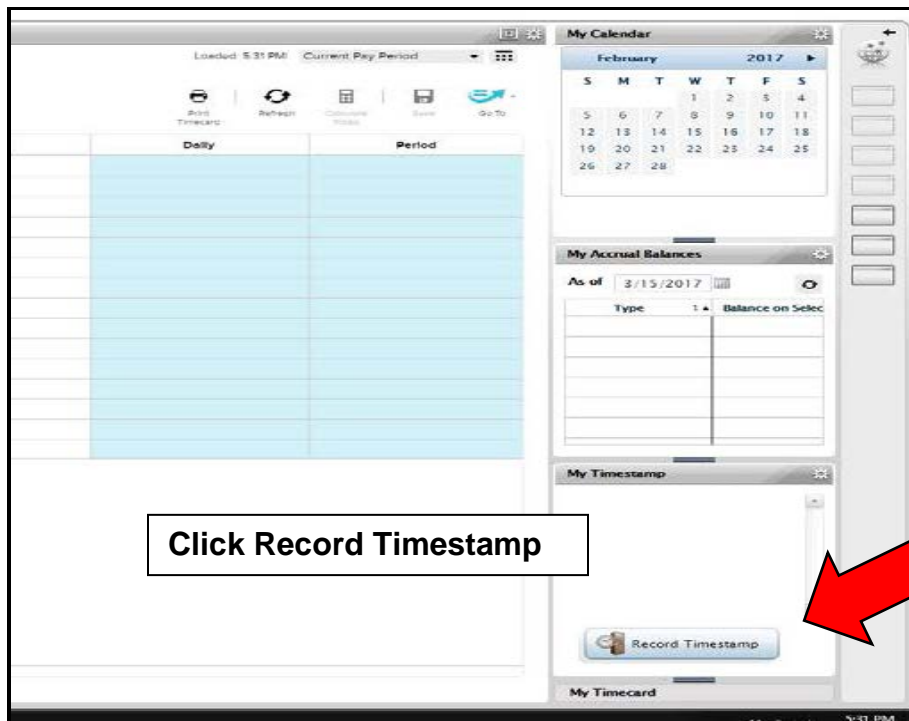 Loaded 5:31 PM Current Pay Period
Print Timecard Refresh Calculate Totals Save Go To
Daily Period
My Calendar
February 2017
S M T W T F S
1 2 3 4
5 6 7 8 9 10 11
12 13 14 15 16 17 18
19 20 21 22 23 24 25
26 27 28
My Accrual Balances
As of 3/15/2017
Type 1 Balance on Selec
My Timestamp
Click Record Timestamp
Record Timestamp
My Timecard
5:31 PM